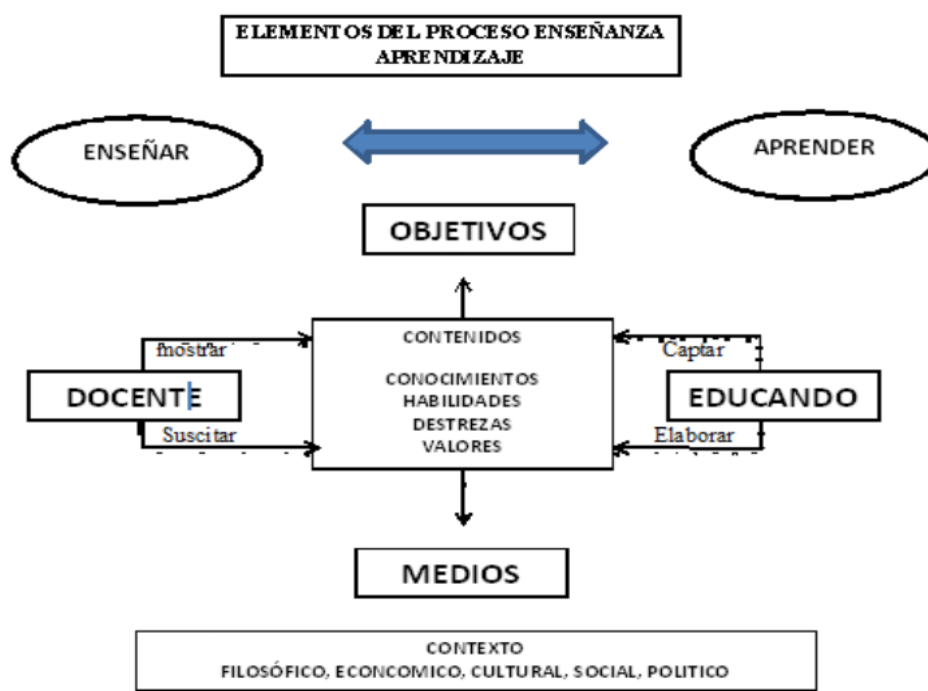 ELEMENTOS DEL PROCESO ENSEÑANZA
APRENDIZAJE
ENSEÑAR
APRENDER
OBJETIVOS
mostrar
CONTENIDOS
Captar
DOCENTE
CONOCIMIENTOS
HABILIDADES
DESTREZAS
VALORES
EDUCANDO
Suscitar
Elaborar
MEDIOS
CONTEXTO
FILOSÓFICO, ECONCOMICO, CULTURAL, SOCIAL, POLITICO